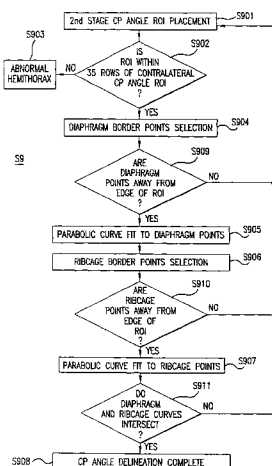 2nd STAGE CP ANGLE ROI PLACEMENT
S901
S903
S902
IS
ROI WITHIN
35 ROWS OF CONTRALATERAL
CP ANGLE ROI
?
NO
ABNORMAL
HEMITHORAX
YES
DIAPHRAGM BORDER POINTS SELECTION
S904
S9
S909
ARE
DIAPHRAGM
POINTS AWAY FROM
EDGE OF ROI
?
NO
YES
PARABOLIC CURVE FIT TO DIAPHRAGM POINTS
S905
RIBCAGE BORDER POINTS SELECTION
S906
S910
ARE
RIBCAGE
POINTS AWAY FROM
EDGE OF
ROI
?
NO
YES
PARABOLIC CURVE FIT TO RIBCAGE POINTS
S907
S911
DO
DIAPHRAGM
AND RIBCAGE CURVES
INTERSECT
?
NO
YES
S908
CP ANGLE DELINEATION COMPLETE